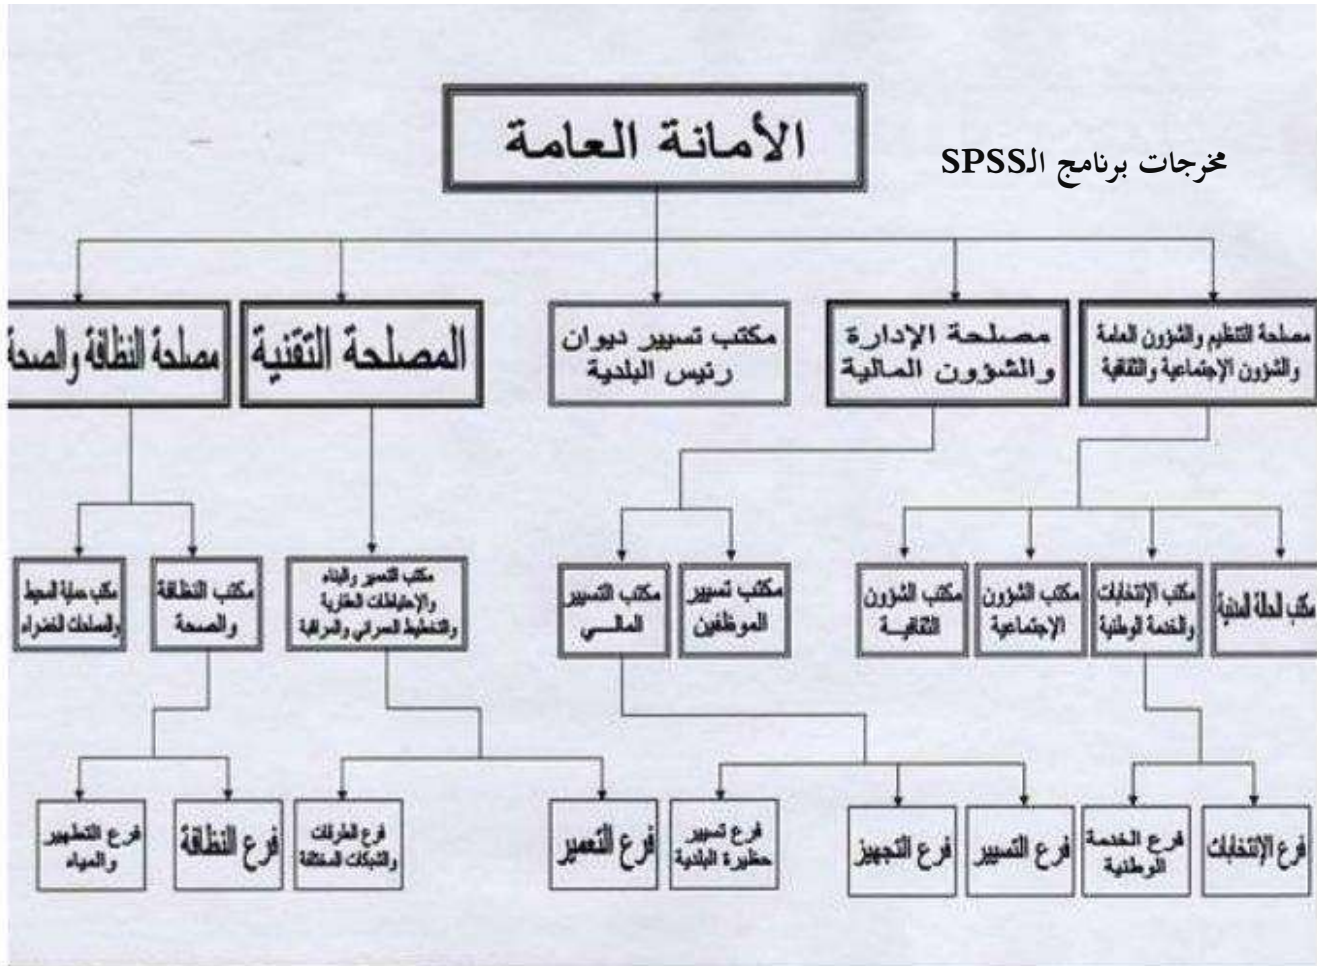 الأمانة العامة
مخرجات برنامج الـSPSS
مصلحة التنظيم والشؤون العامة
والشؤون الإجتماعية والثقافية
مصلحة الإدارة
والشؤون المالية
مكتب تسيير ديوان
رئيس البلدية
المصلحة التقنية
مصلحة النظافة والصحة
مكتب الحالة المدنية
مكتب الإنتخابات
والخدمة الوطنية
مكتب الشؤون
الإجتماعية
مكتب الشؤون
الثقافيـة
مكتب تسيير
الموظفين
مكتب التسيير
المالـــي
مكتب التعمير والبناء
والإحتياطات العقارية
والتخطيط العمراني والمراقبة
مكتب النظافة
والصحة
مكتب حماية المحيط
والمساحات الخضراء
فرع الإنتخابات
فرع الخدمة
الوطنية
فرع التسيير
فرع التجهيز
فرع تسيير
حظيرة البلدية
فرع التعمير
فرع الطرقات
والشبكات المختلفة
فرع النظافة
فرع التطهير
والمياه